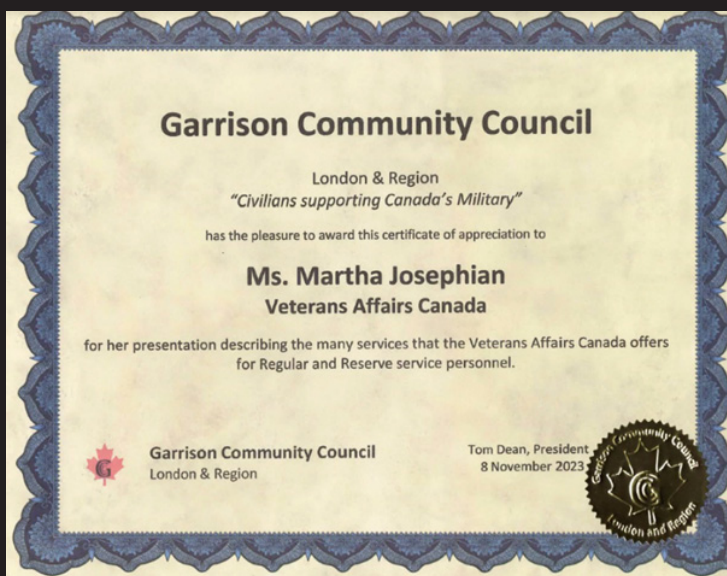 Garrison Community Council
London & Region
“Civilians supporting Canada’s Military”
has the pleasure to award this certificate of appreciation to
Ms. Martha Josephian
Veterans Affairs Canada
for her presentation describing the many services that the Veterans Affairs Canada offers
for Regular and Reserve service personnel.
G
Garrison Community Council
London & Region
Tom Dean, President
8 November 2023
Garrison Community Council
London and Region